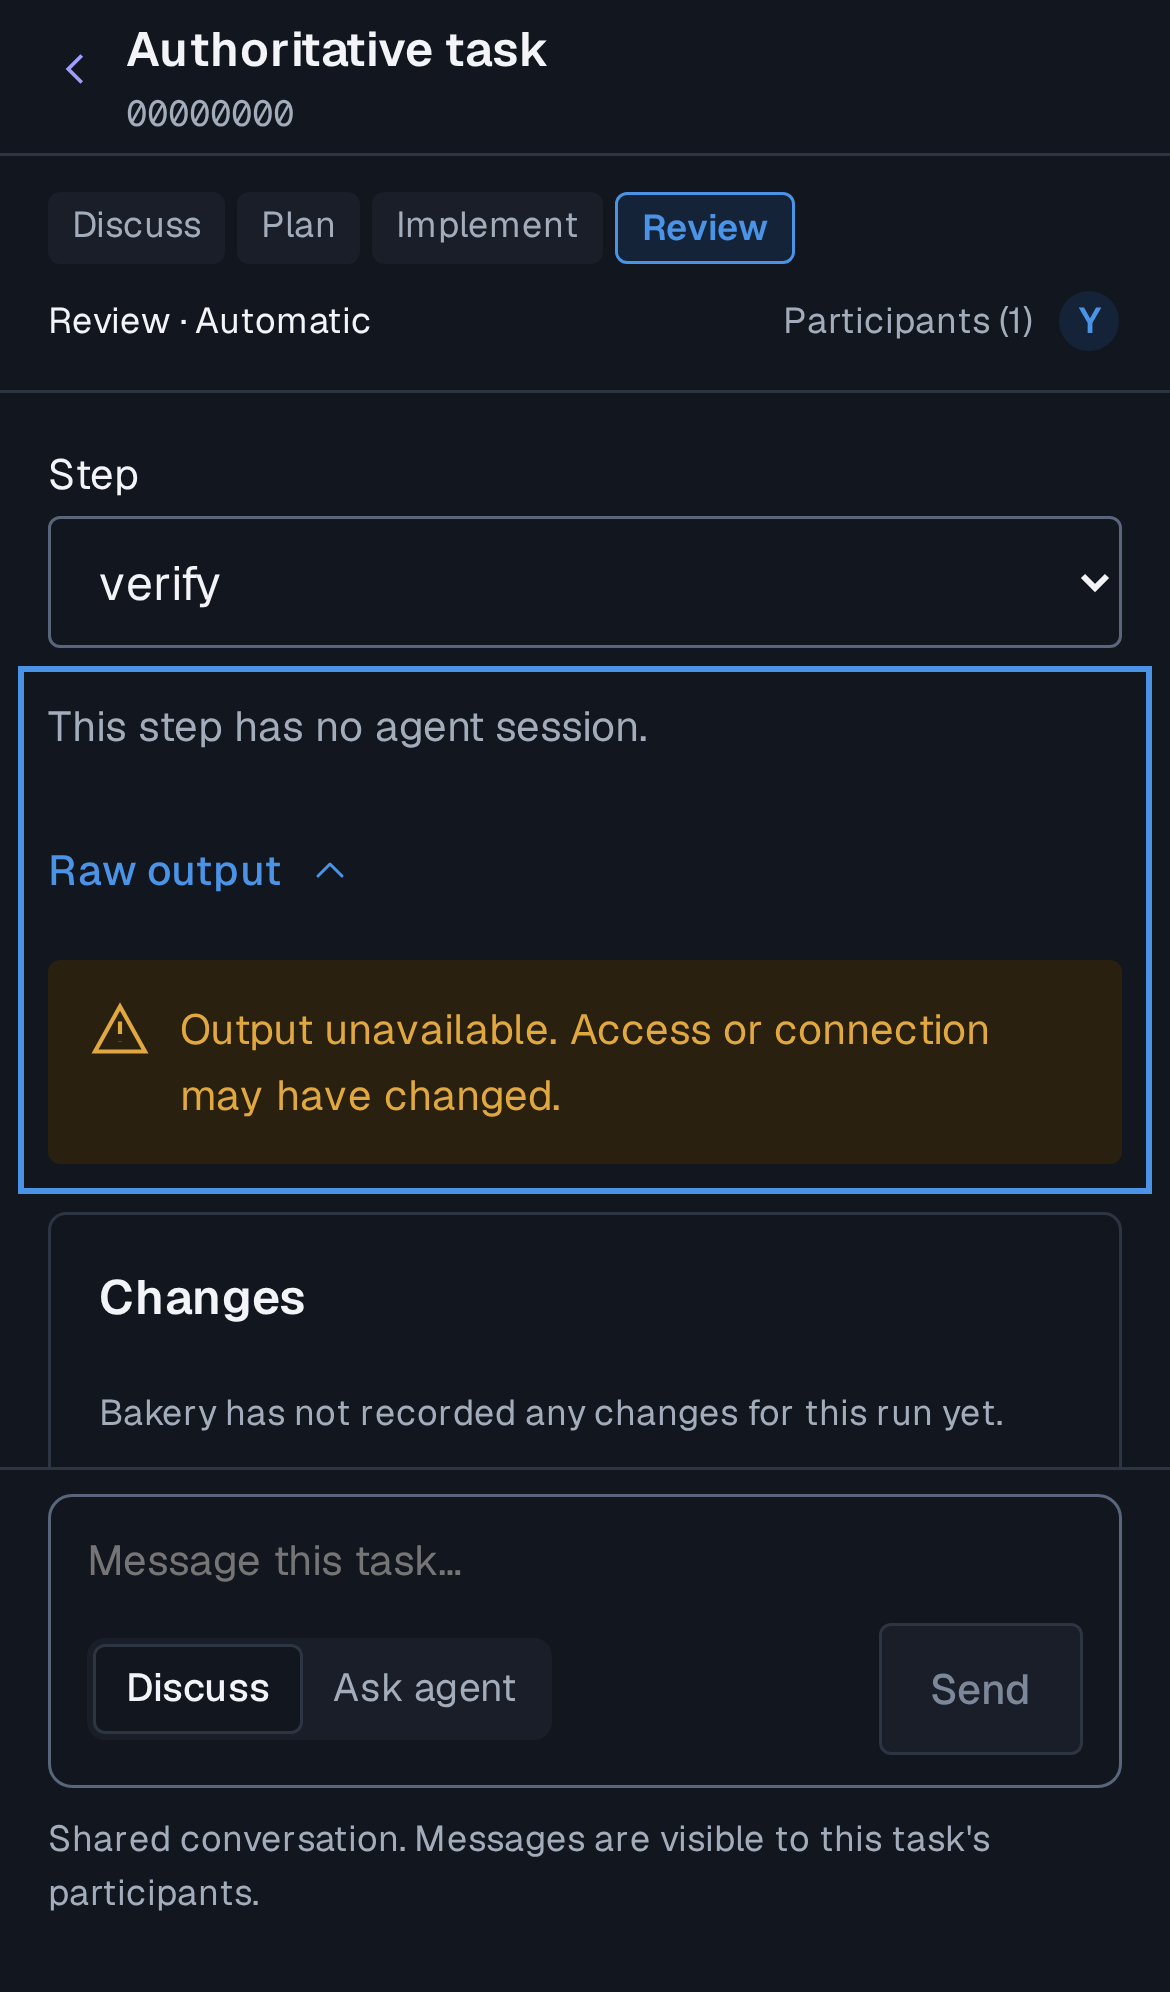 Authoritative task
00000000
Discuss
Plan
Implement
Review
Review · Automatic
Participants (1)
Y
Step
verify
This step has no agent session.
Raw output
Output unavailable. Access or connection
may have changed.
Changes
Bakery has not recorded any changes for this run yet.
Message this task…
Discuss
Ask agent
Send
Shared conversation. Messages are visible to this task's
participants.